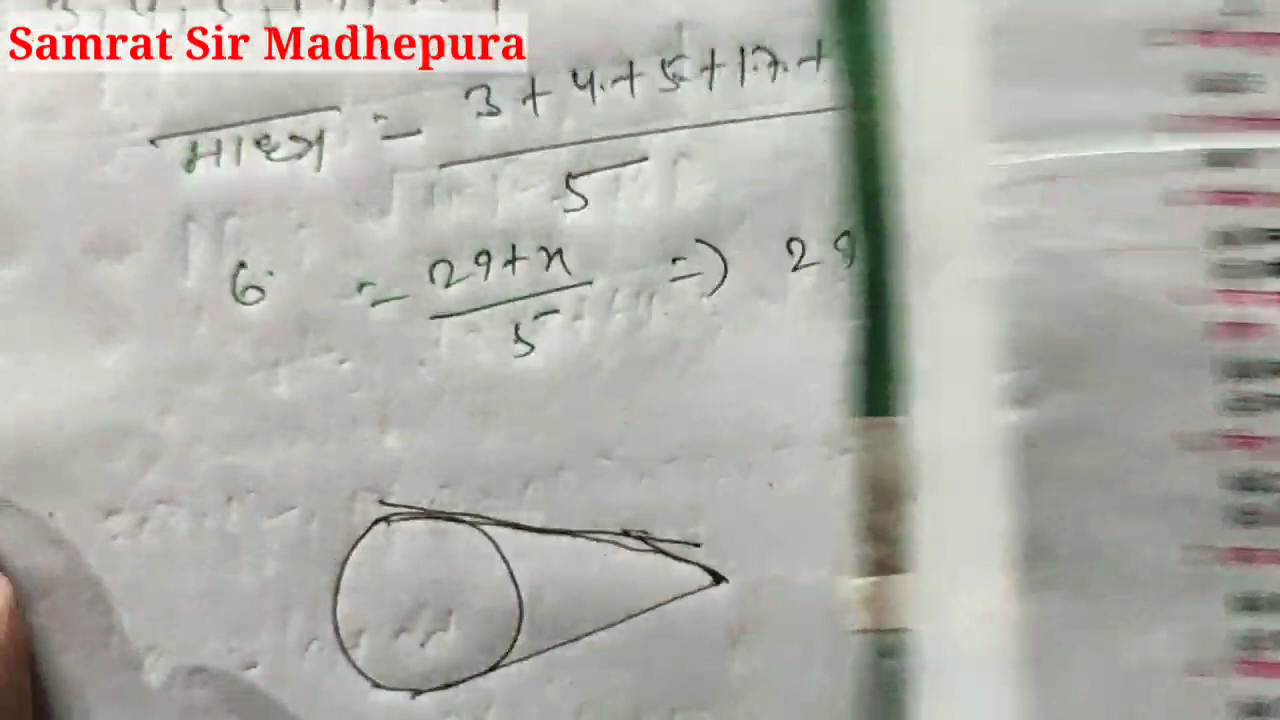 Samrat Sir Madhepura
माध्य = 3 + 4 + 5 + 17 +
5
6 = 29 + x / 5 => 29